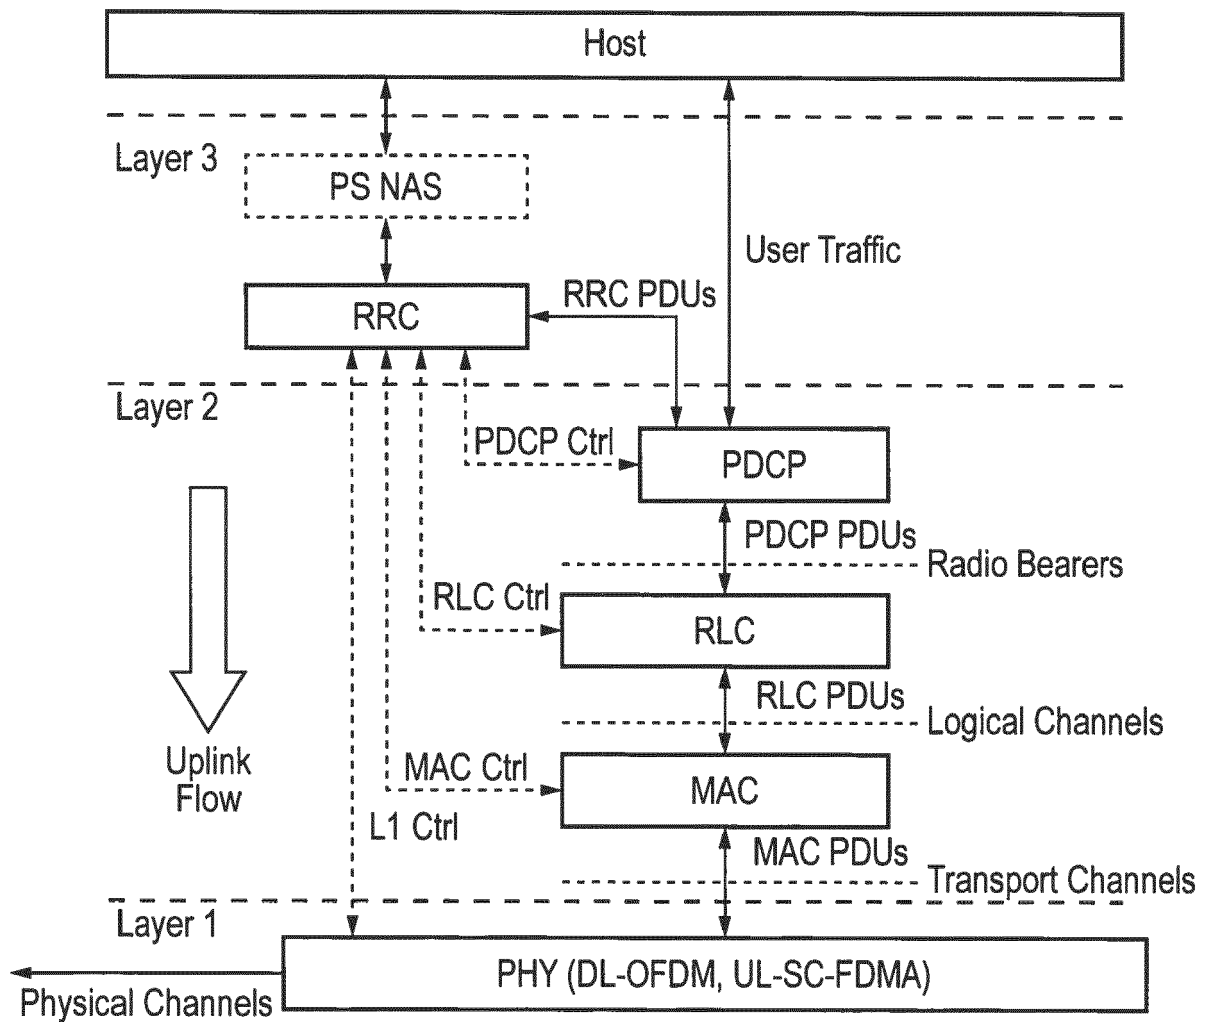 Host
Layer 3
PS NAS
User Traffic
RRC PDUs
RRC
Layer 2
PDCP Ctrl
PDCP
PDCP PDUs
Radio Bearers
RLC Ctrl
RLC
RLC PDUs
Logical Channels
Uplink
Flow
MAC Ctrl
MAC
L1 Ctrl
MAC PDUs
Transport Channels
Layer 1
PHY (DL-OFDM, UL-SC-FDMA)
Physical Channels